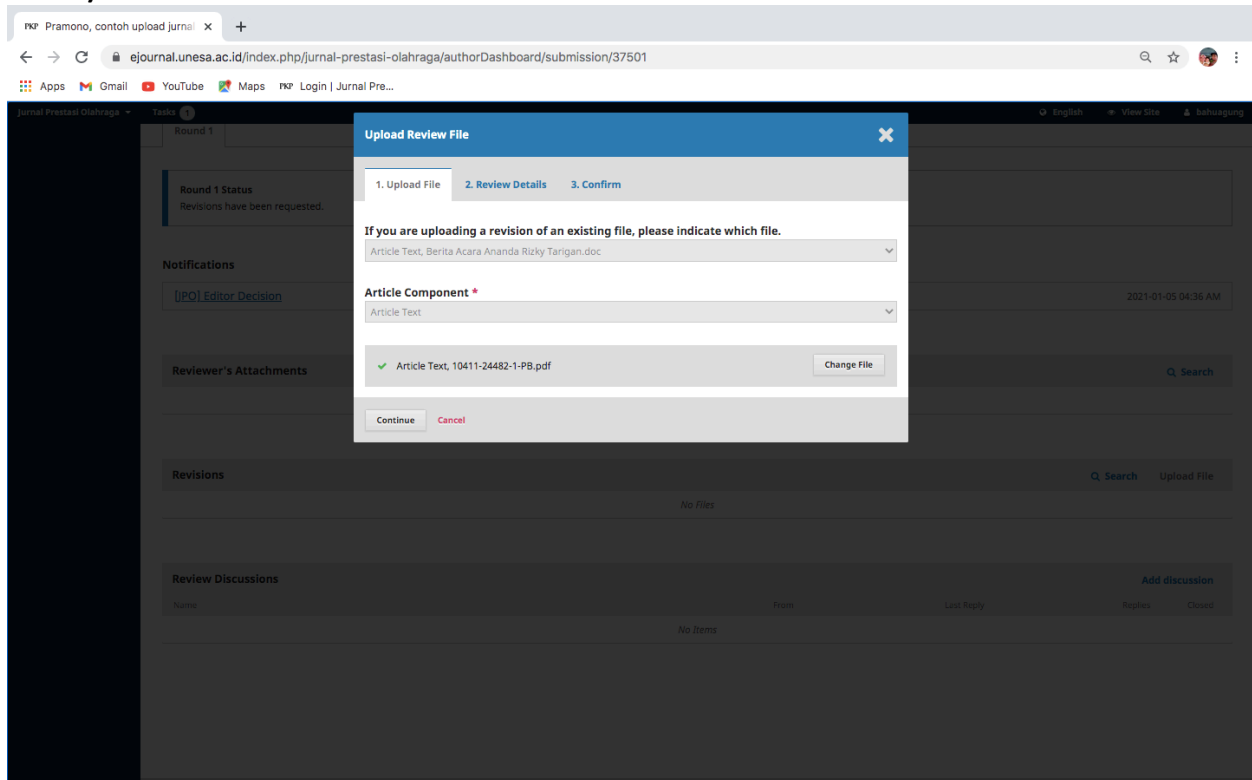 PKP Pramono, contoh upload jurnal
ejournal.unesa.ac.id/index.php/jurnal-prestasi-olahraga/authorDashboard/submission/37501
Apps Gmail YouTube Maps PKP Login | Jurnal Pre...
Jurnal Prestasi Olahraga Tasks 1 English View Site bahuagung
Round 1
Upload Review File
1. Upload File 2. Review Details 3. Confirm
Round 1 Status
Revisions have been requested.
If you are uploading a revision of an existing file, please indicate which file.
Article Text, Berita Acara Ananda Rizky Tarigan.doc
Notifications
[JPO] Editor Decision 2021-01-05 04:36 AM
Article Component *
Article Text
Article Text, 10411-24482-1-PB.pdf Change File
Reviewer's Attachments Search
Continue Cancel
Revisions Search Upload File
No Files
Review Discussions Add discussion
Name From Last Reply Replies Closed
No Items